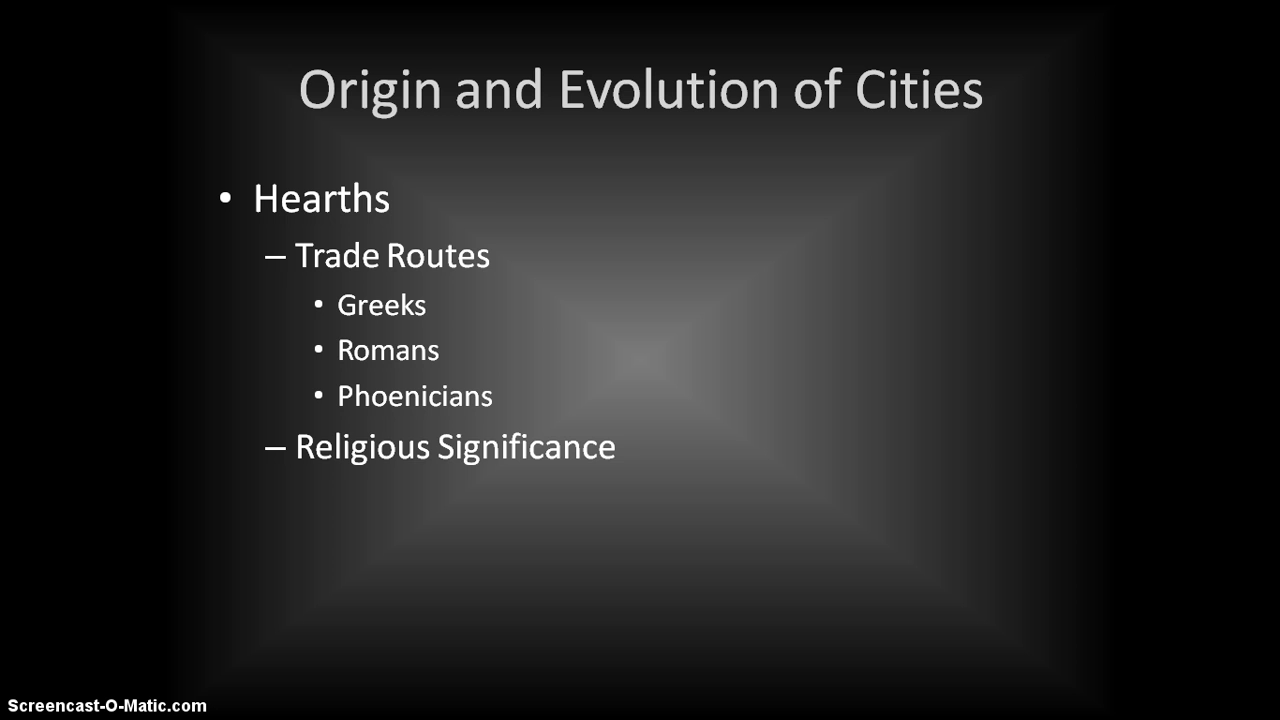 Origin and Evolution of Cities
• Hearths
– Trade Routes
• Greeks
• Romans
• Phoenicians
– Religious Significance
Screencast-O-Matic.com